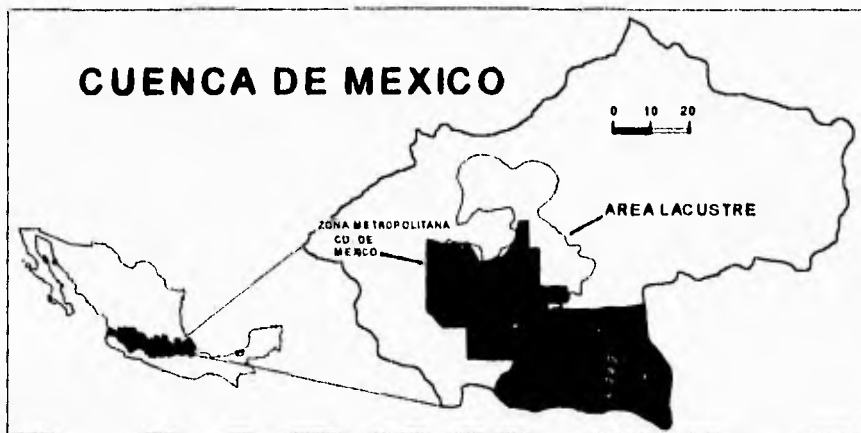 CUENCA DE MEXICO
0 10 20
AREA LACUSTRE
ZONA METROPOLITANA
CD. DE
MEXICO